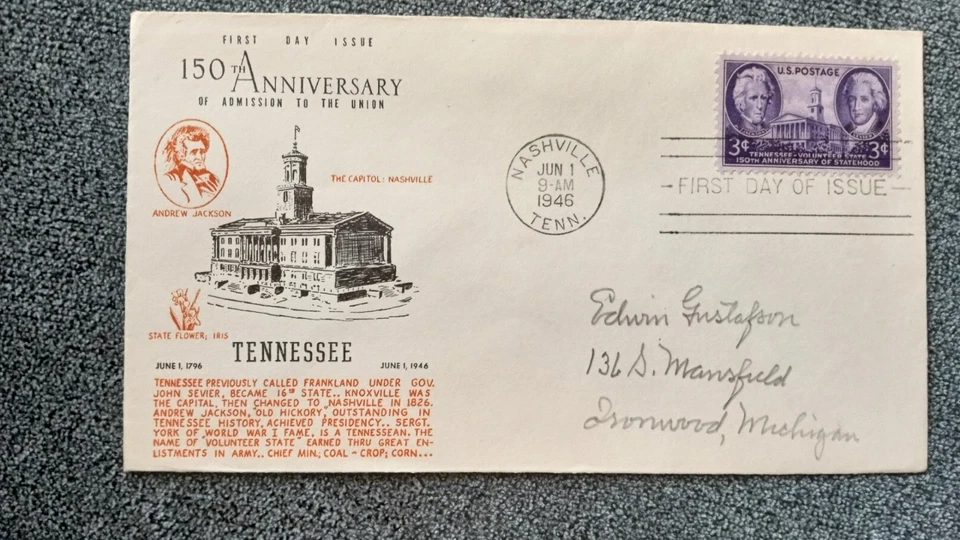 FIRST DAY ISSUE
150TH ANNIVERSARY
OF ADMISSION TO THE UNION
ANDREW JACKSON
THE CAPITOL: NASHVILLE
STATE FLOWER; IRIS
TENNESSEE
JUNE 1, 1796
JUNE 1, 1946
TENNESSEE PREVIOUSLY CALLED FRANKLAND UNDER GOV.
JOHN SEVIER, BECAME 16TH STATE.. KNOXVILLE WAS
THE CAPITAL, THEN CHANGED TO NASHVILLE IN 1826.
ANDREW JACKSON, "OLD HICKORY", OUTSTANDING IN
TENNESSEE HISTORY, ACHIEVED PRESIDENCY.. SERGT.
YORK OF WORLD WAR I FAME, IS A TENNESSEAN. THE
NAME OF "VOLUNTEER STATE" EARNED THRU GREAT EN-
LISTMENTS IN ARMY.. CHIEF MIN.; COAL ~ CROP; CORN...
NASHVILLE
JUN 1
9-AM
1946
TENN.
U.S. POSTAGE
JACKSON
3¢
3¢
TENNESSEE-VOLUNTEER STATE
150TH ANNIVERSARY OF STATEHOOD
FIRST DAY OF ISSUE
Edwin Gustafson
136 S. Mansfield
Ironwood, Michigan